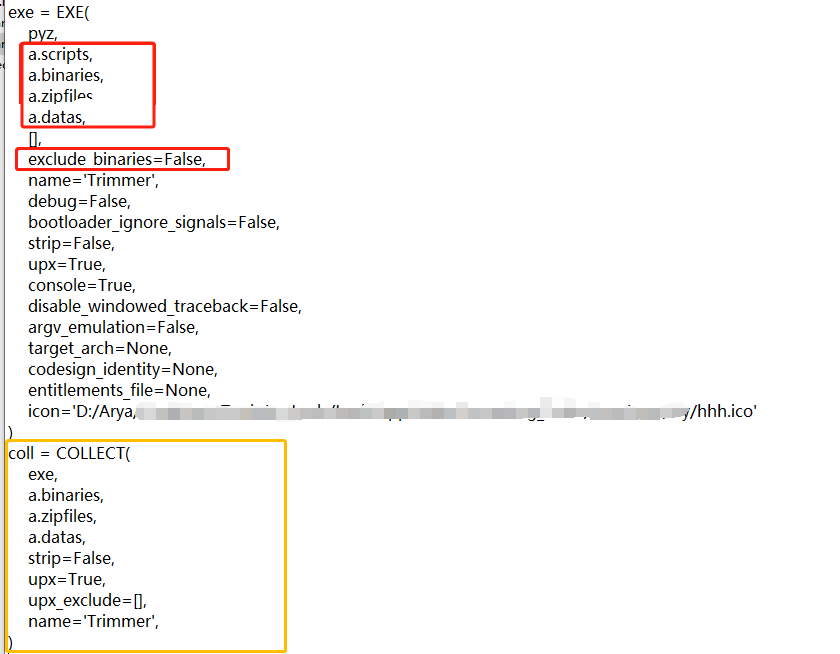 exe = EXE(
pyz,
a.scripts,
a.binaries,
a.zipfiles
a.datas,
[],
exclude_binaries=False,
name='Trimmer',
debug=False,
bootloader_ignore_signals=False,
strip=False,
upx=True,
console=True,
disable_windowed_traceback=False,
argv_emulation=False,
target_arch=None,
codesign_identity=None,
entitlements_file=None,
icon='D:/Arya/ /hhh.ico'
)
coll = COLLECT(
exe,
a.binaries,
a.zipfiles,
a.datas,
strip=False,
upx=True,
upx_exclude=[],
name='Trimmer',
)